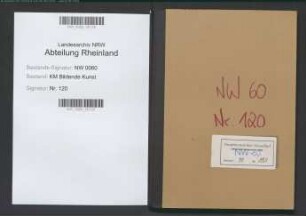 Landesarchiv NRW
Abteilung Rheinland
Bestands-Signatur: NW 0060
Bestand: KM Bildende Kunst
Signatur: Nr. 120
NW 60
Nr. 120